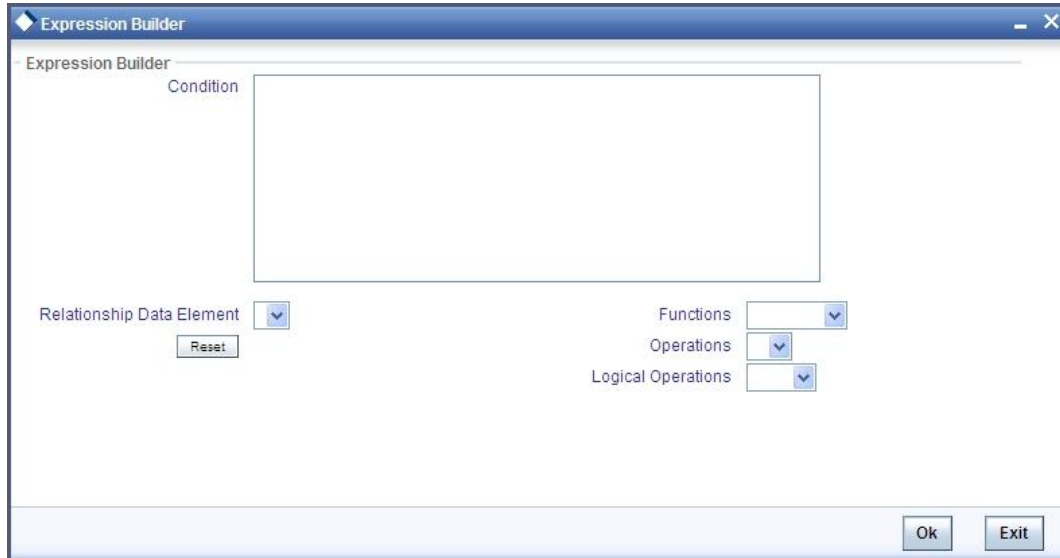 Expression Builder
Expression Builder
Condition
Relationship Data Element
Functions
Reset
Operations
Logical Operations
Ok
Exit